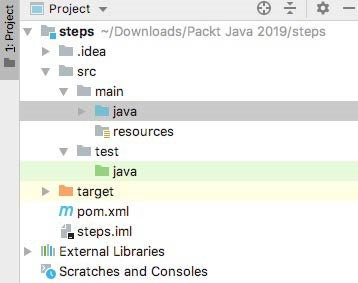 1: Project
Project
steps ~/Downloads/Packt Java 2019/steps
.idea
src
main
java
resources
test
java
target
m pom.xml
steps.iml
External Libraries
Scratches and Consoles